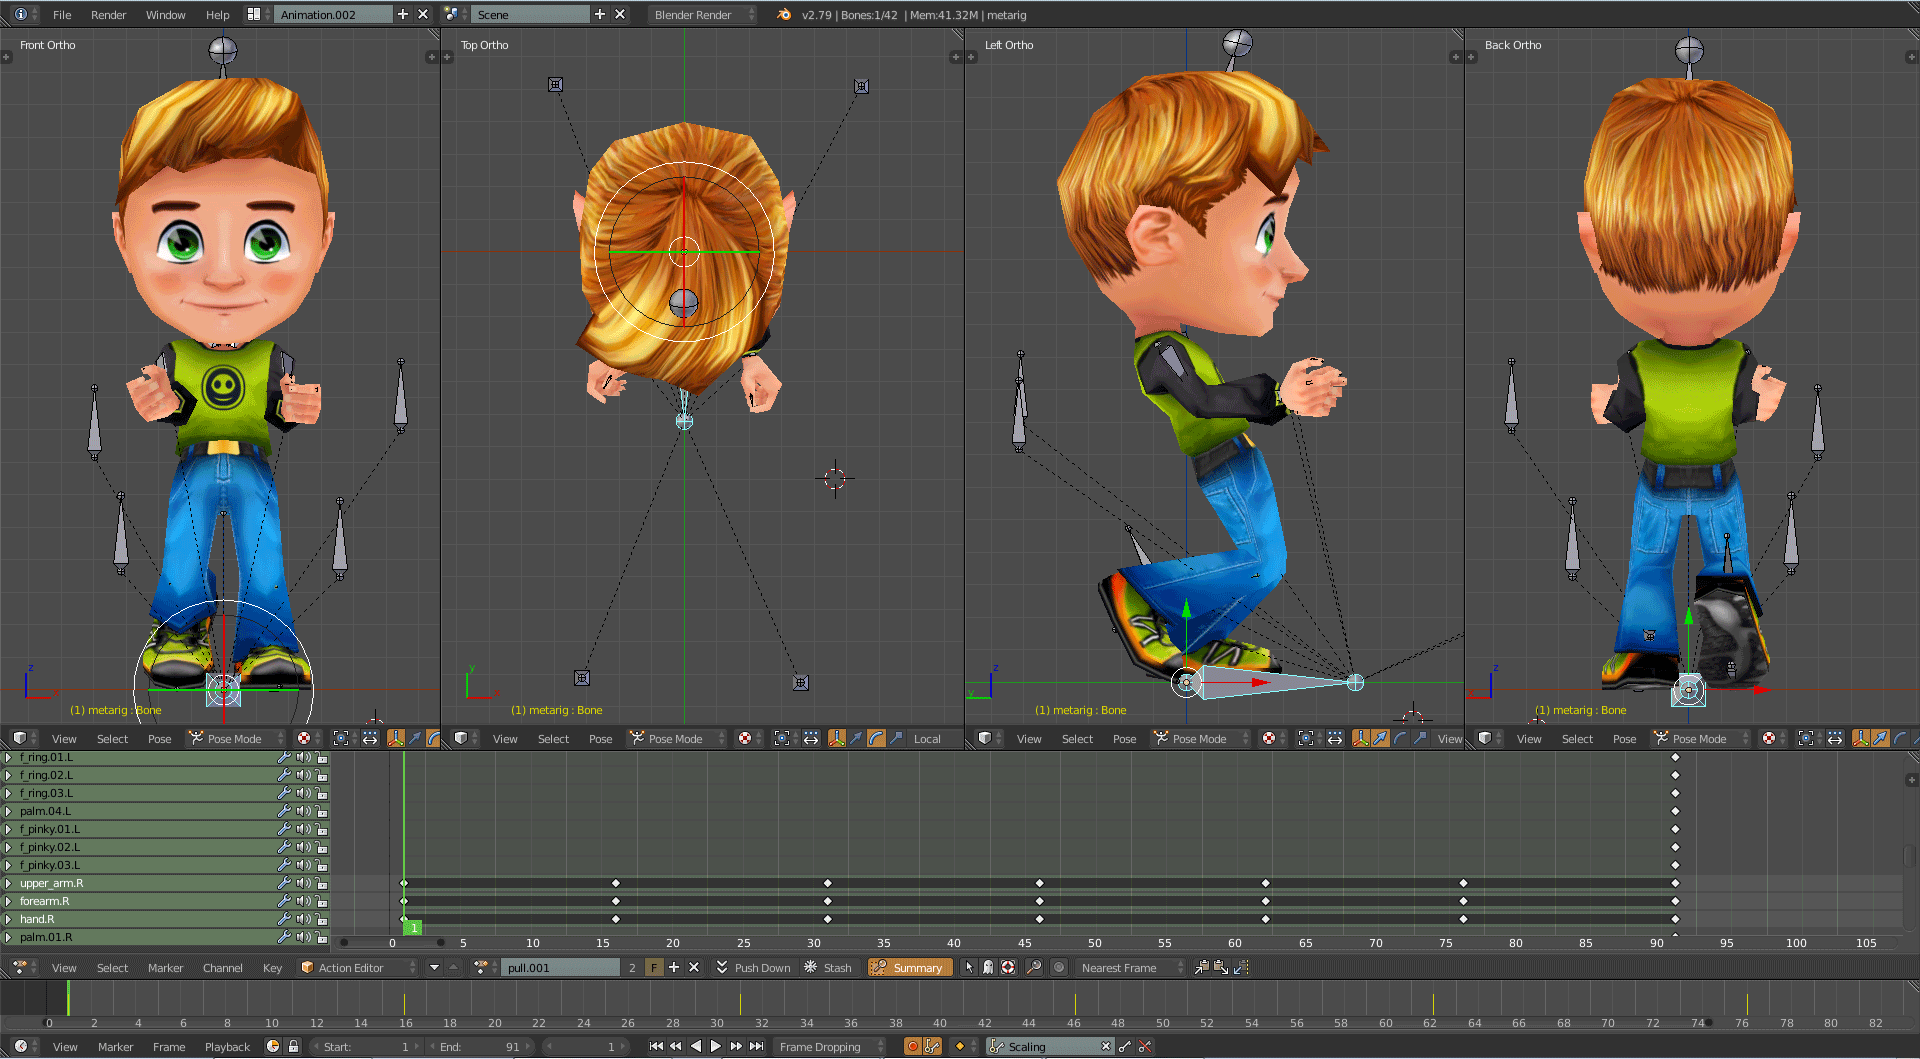 File Render Window Help Animation.002 Scene Blender Render v2.79 | Bones:1/42 | Mem:41.32M | metarig
Front Ortho
Top Ortho
Left Ortho
Back Ortho
z
y
z
y
z
(1) metarig : Bone
(1) metarig : Bone
(1) metarig : Bone
(1) metarig : Bone
View Select Pose Pose Mode
View Select Pose Pose Mode Local
View Select Pose Pose Mode View
View Select Pose Pose Mode
f_ring.01.L
f_ring.02.L
f_ring.03.L
palm.04.L
f_pinky.01.L
f_pinky.02.L
f_pinky.03.L
upper_arm.R
forearm.R
hand.R
palm.01.R
1
0 5 10 15 20 25 30 35 40 45 50 55 60 65 70 75 80 85 90 95 100 105
View Select Marker Channel Key Action Editor pull.001 2 F Push Down Stash Summary Nearest Frame
0 2 4 6 8 10 12 14 16 18 20 22 24 26 28 30 32 34 36 38 40 42 44 46 48 50 52 54 56 58 60 62 64 66 68 70 72 74 76 78 80 82
View Marker Frame Playback Start: 1 End: 91 1 Frame Dropping Scaling